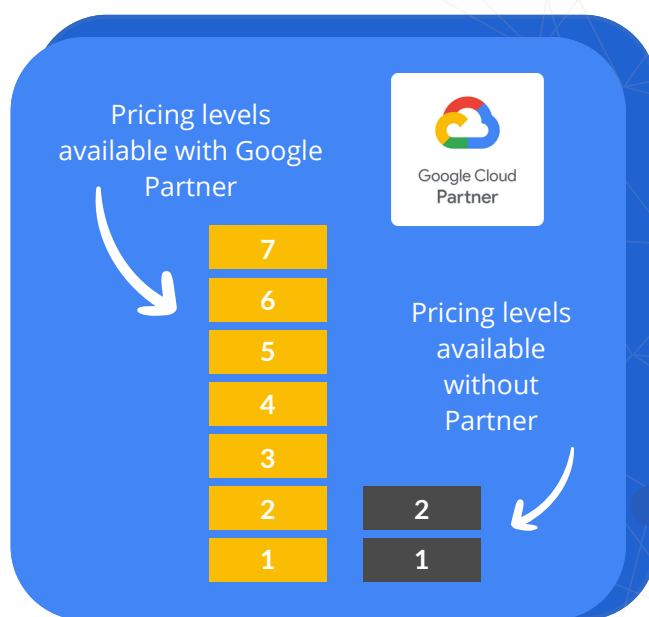 Pricing levels
available with Google
Partner
Google Cloud
Partner
7
6
5
4
3
2
1
Pricing levels
available
without
Partner
2
1